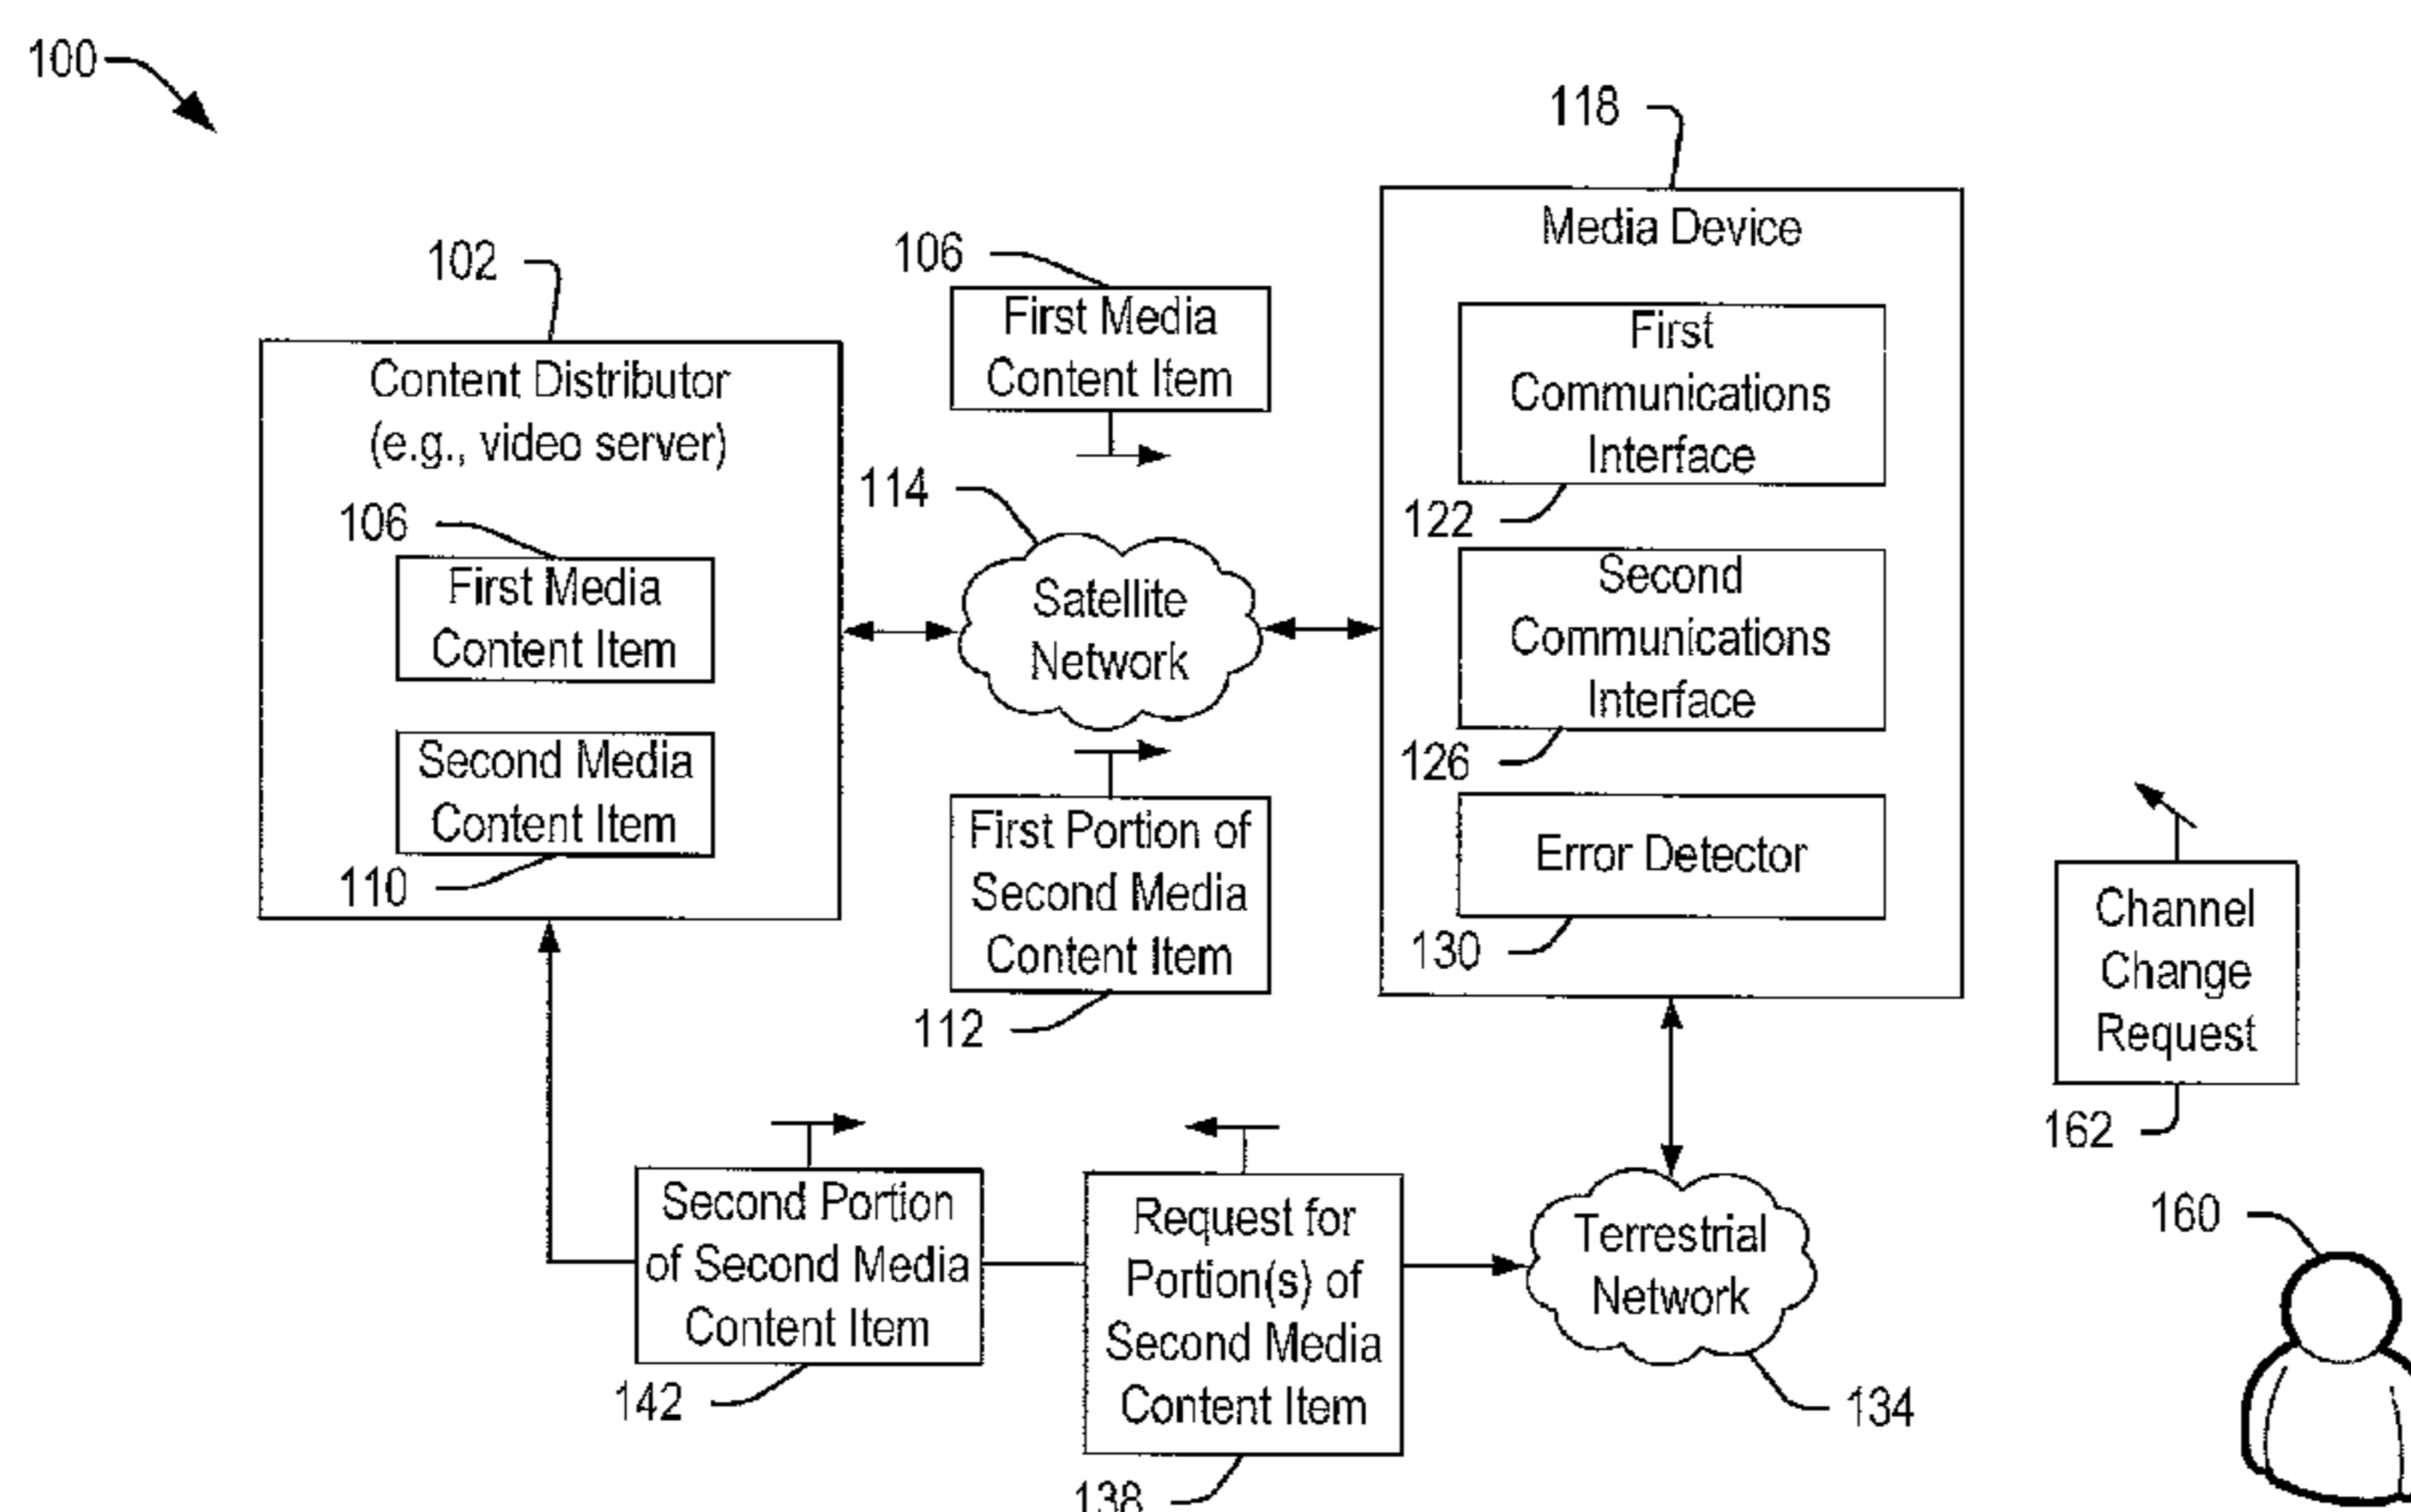 100
118
Media Device
102
106
First Media
Content Item
First
Communications
Interface
122
Content Distributor
(e.g., video server)
106
First Media
Content Item
Second Media
Content Item
110
114
Satellite
Network
Second
Communications
Interface
126
First Portion of
Second Media
Content Item
112
Error Detector
130
Channel
Change
Request
162
Second Portion
of Second Media
Content Item
142
Request for
Portion(s) of
Second Media
Content Item
138
Terrestrial
Network
134
160